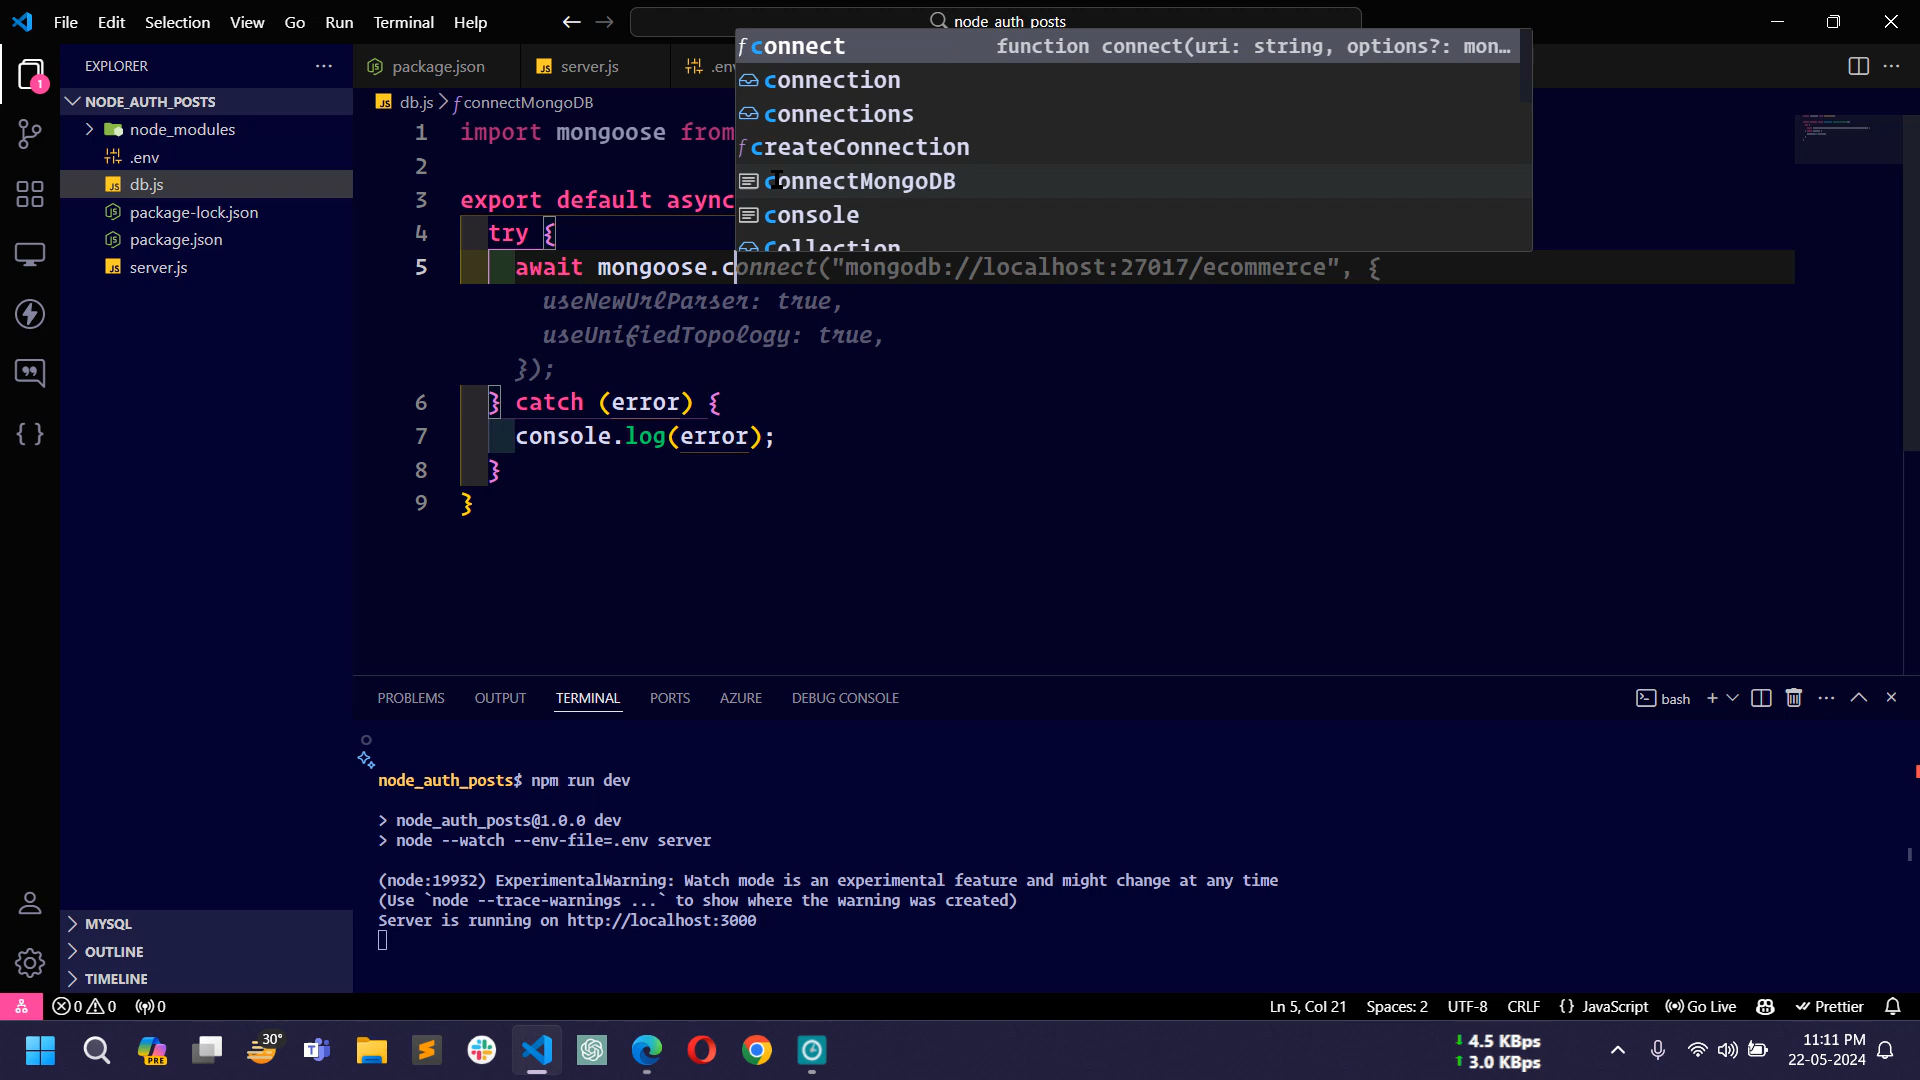 File Edit Selection View Go Run Terminal Help
node_auth_posts
EXPLORER
1
NODE_AUTH_POSTS
node_modules
.env
db.js
package-lock.json
package.json
server.js
MYSQL
OUTLINE
TIMELINE
package.json
server.js
.env
db.js > connectMongoDB
connect function connect(uri: string, options?: mon...
connection
connections
createConnection
connectMongoDB
console
Collection
1 import mongoose from
2
3 export default async
4 try {
5 await mongoose.connect("mongodb://localhost:27017/ecommerce", {
useNewUrlParser: true,
useUnifiedTopology: true,
});
6 } catch (error) {
7 console.log(error);
8 }
9 }
PROBLEMS OUTPUT TERMINAL PORTS AZURE DEBUG CONSOLE
bash
node_auth_posts$ npm run dev
> node_auth_posts@1.0.0 dev
> node --watch --env-file=.env server
(node:19932) ExperimentalWarning: Watch mode is an experimental feature and might change at any time
(Use `node --trace-warnings ...` to show where the warning was created)
Server is running on http://localhost:3000
0 0 0
Ln 5, Col 21 Spaces: 2 UTF-8 CRLF {} JavaScript Go Live Prettier
30°
PRE
4.5 KBps
3.0 KBps
11:11 PM
22-05-2024